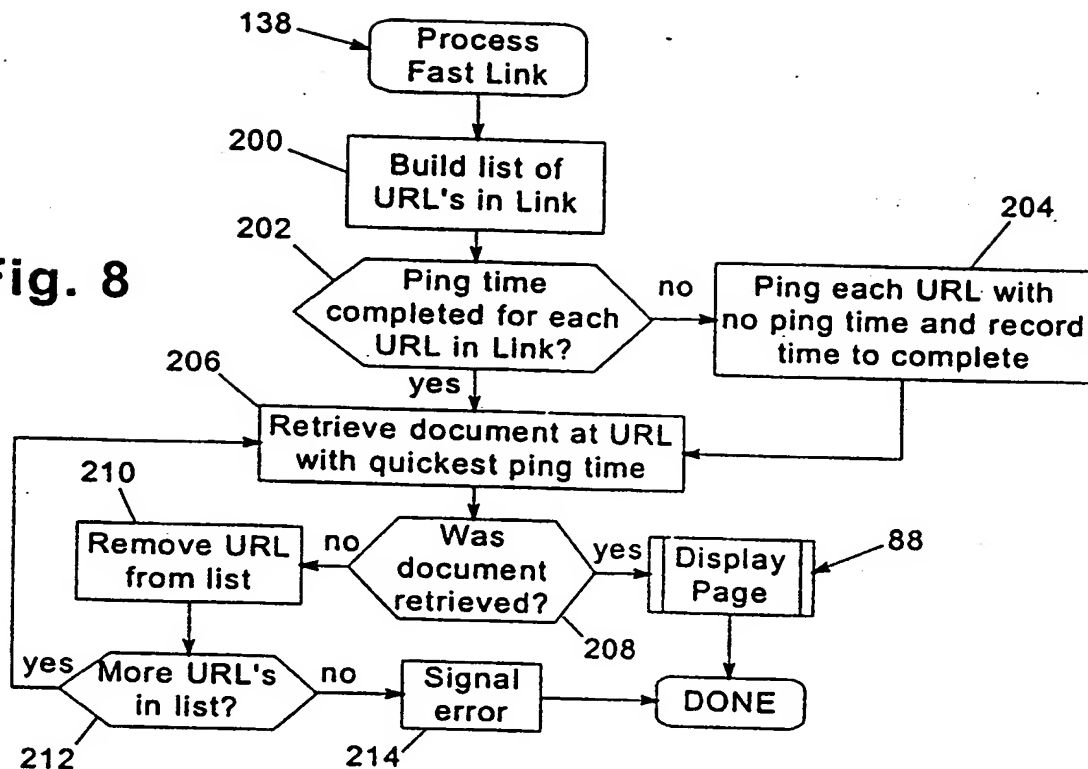 138
Process
Fast Link
200
Build list of
URL's in Link
202
204
Fig. 8
Ping time
completed for each
URL in Link?
no
Ping each URL with
no ping time and record
time to complete
206
yes
Retrieve document at URL
with quickest ping time
210
Remove URL
from list
no
Was
document
retrieved?
yes
Display
Page
88
208
yes
More URL's
in list?
no
Signal
error
DONE
212
214